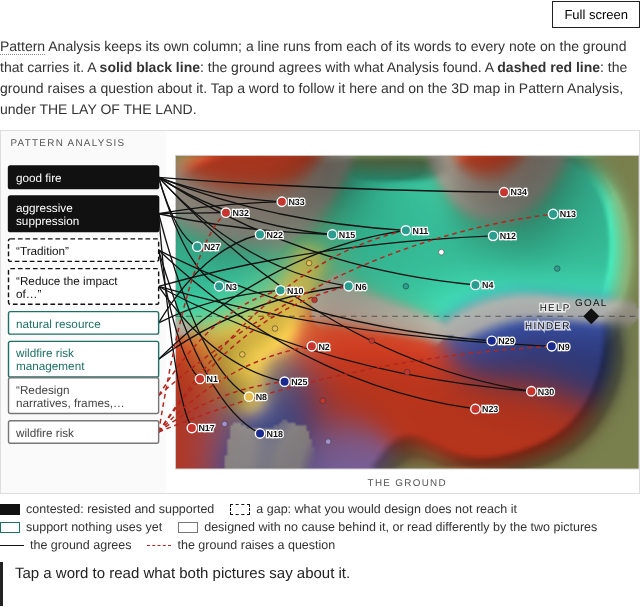 Full screen
Pattern Analysis keeps its own column; a line runs from each of its words to every note on the ground
that carries it. A solid black line: the ground agrees with what Analysis found. A dashed red line: the
ground raises a question about it. Tap a word to follow it here and on the 3D map in Pattern Analysis,
under THE LAY OF THE LAND.
PATTERN ANALYSIS
good fire
aggressive
suppression
“Tradition”
“Reduce the impact
of…”
natural resource
wildfire risk
management
“Redesign
narratives, frames,…
wildfire risk
N34
N33
N32
N13
N22
N15
N11
N12
N27
N3
N10
N6
N4
GOAL
HELP
HINDER
N2
N29
N9
N1
N25
N8
N30
N23
N17
N18
THE GROUND
contested: resisted and supported
a gap: what you would design does not reach it
support nothing uses yet
designed with no cause behind it, or read differently by the two pictures
the ground agrees
the ground raises a question
Tap a word to read what both pictures say about it.